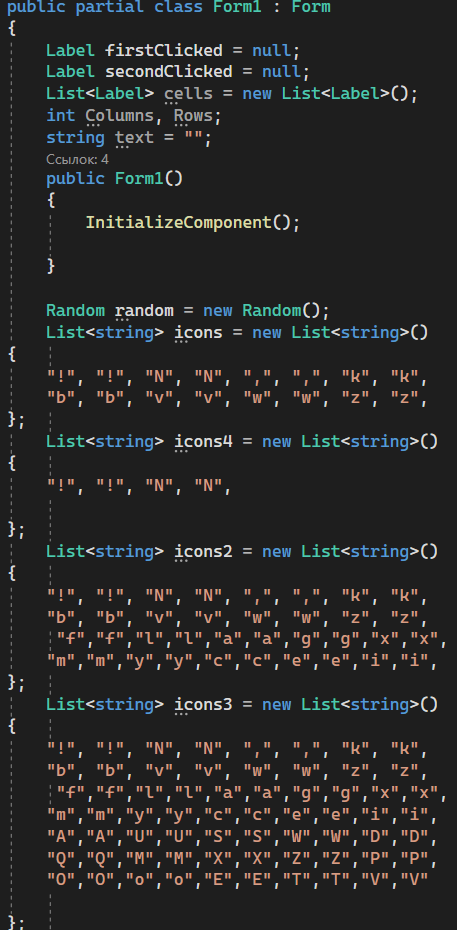 public partial class Form1 : Form
{
Label firstClicked = null;
Label secondClicked = null;
List<Label> cells = new List<Label>();
int Columns, Rows;
string text = "";
Ссылок: 4
public Form1()
{
InitializeComponent();
}
Random random = new Random();
List<string> icons = new List<string>()
{
"!", "!", "N", "N", ",", ",", "k", "k",
"b", "b", "v", "v", "w", "w", "z", "z",
};
List<string> icons4 = new List<string>()
{
"!", "!", "N", "N",
};
List<string> icons2 = new List<string>()
{
"!", "!", "N", "N", ",", ",", "k", "k",
"b", "b", "v", "v", "w", "w", "z", "z",
"f","f","l","l","a","a","g","g","x","x",
"m","m","y","y","c","c","e","e","i","i",
};
List<string> icons3 = new List<string>()
{
"!", "!", "N", "N", ",", ",", "k", "k",
"b", "b", "v", "v", "w", "w", "z", "z",
"f","f","l","l","a","a","g","g","x","x",
"m","m","y","y","c","c","e","e","i","i",
"A","A","U","U","S","S","W","W","D","D",
"Q","Q","M","M","X","X","Z","Z","P","P",
"O","O","o","o","E","E","T","T","V","V"
};